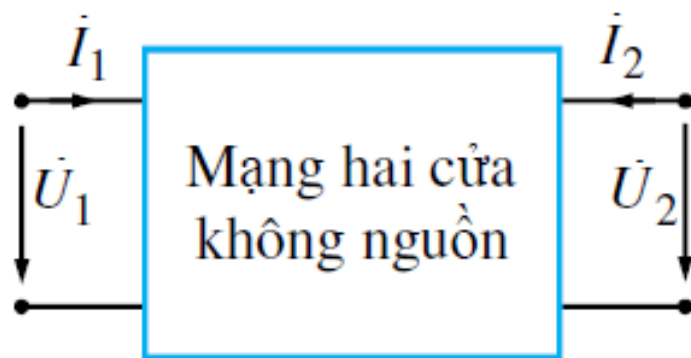 İ₁
İ₂
U̇₁
Mạng hai cửa
không nguồn
U̇₂